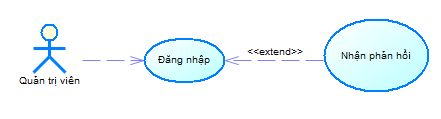 <<extend>>
Đăng nhập
Nhận phản hồi
Quản trị viên